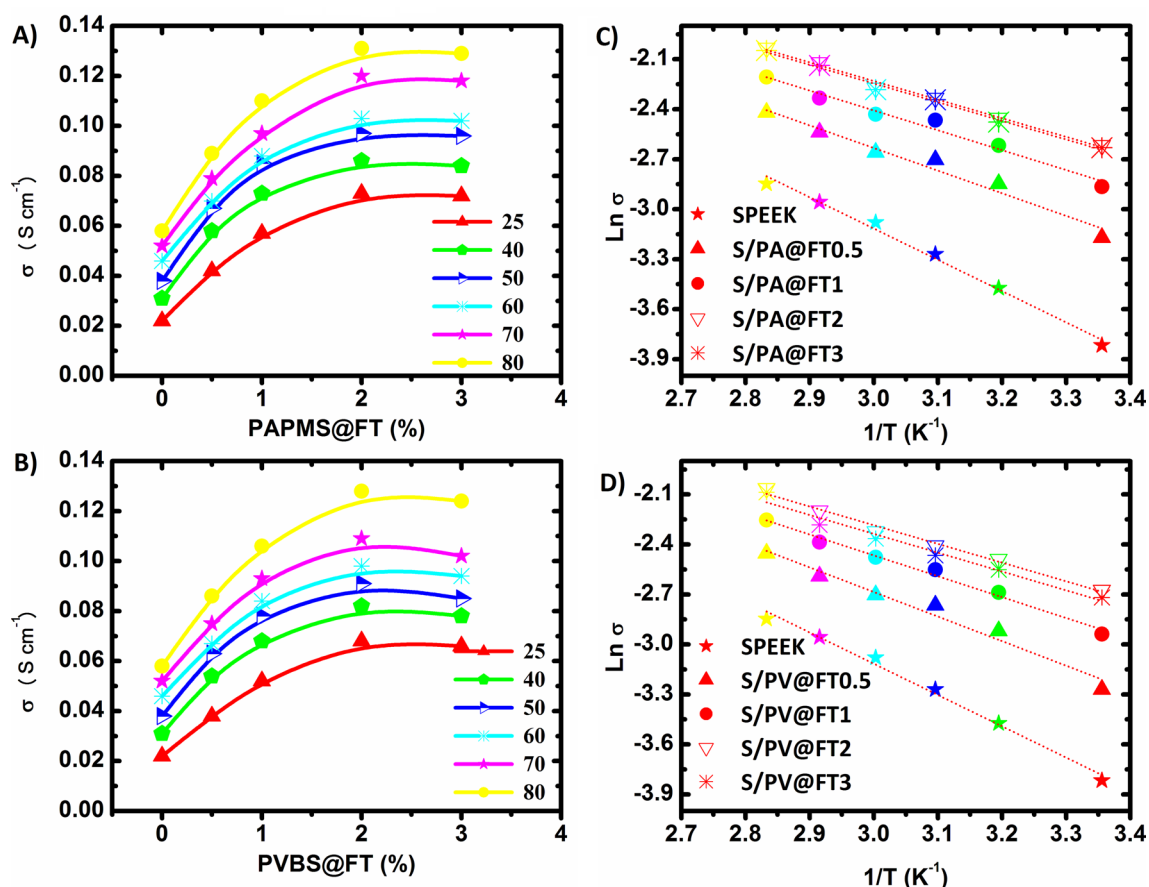 A)
σ ( S cm⁻¹)
0.14
0.12
0.10
0.08
0.06
0.04
0.02
0.00
25
40
50
60
70
80
0 1 2 3 4
PAPMS@FT (%)
C)
Ln σ
-2.1
-2.4
-2.7
-3.0
-3.3
-3.6
-3.9
SPEEK
S/PA@FT0.5
S/PA@FT1
S/PA@FT2
S/PA@FT3
2.7 2.8 2.9 3.0 3.1 3.2 3.3 3.4
1/T (K⁻¹)
B)
σ ( S cm⁻¹)
0.14
0.12
0.10
0.08
0.06
0.04
0.02
0.00
25
40
50
60
70
80
0 1 2 3 4
PVBS@FT (%)
D)
Ln σ
-2.1
-2.4
-2.7
-3.0
-3.3
-3.6
-3.9
SPEEK
S/PV@FT0.5
S/PV@FT1
S/PV@FT2
S/PV@FT3
2.7 2.8 2.9 3.0 3.1 3.2 3.3 3.4
1/T (K⁻¹)